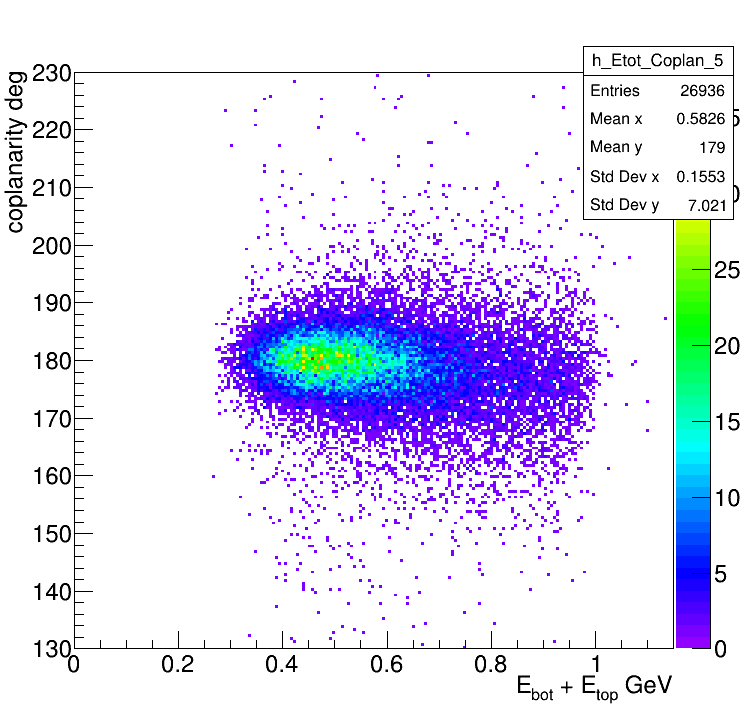 h_Etot_Coplan_5
Entries 26936
Mean x 0.5826
Mean y 179
Std Dev x 0.1553
Std Dev y 7.021
coplanarity deg
230
220
210
200
190
180
170
160
150
140
130
0 0.2 0.4 0.6 0.8 1
E_bot + E_top GeV
25
20
15
10
5
0